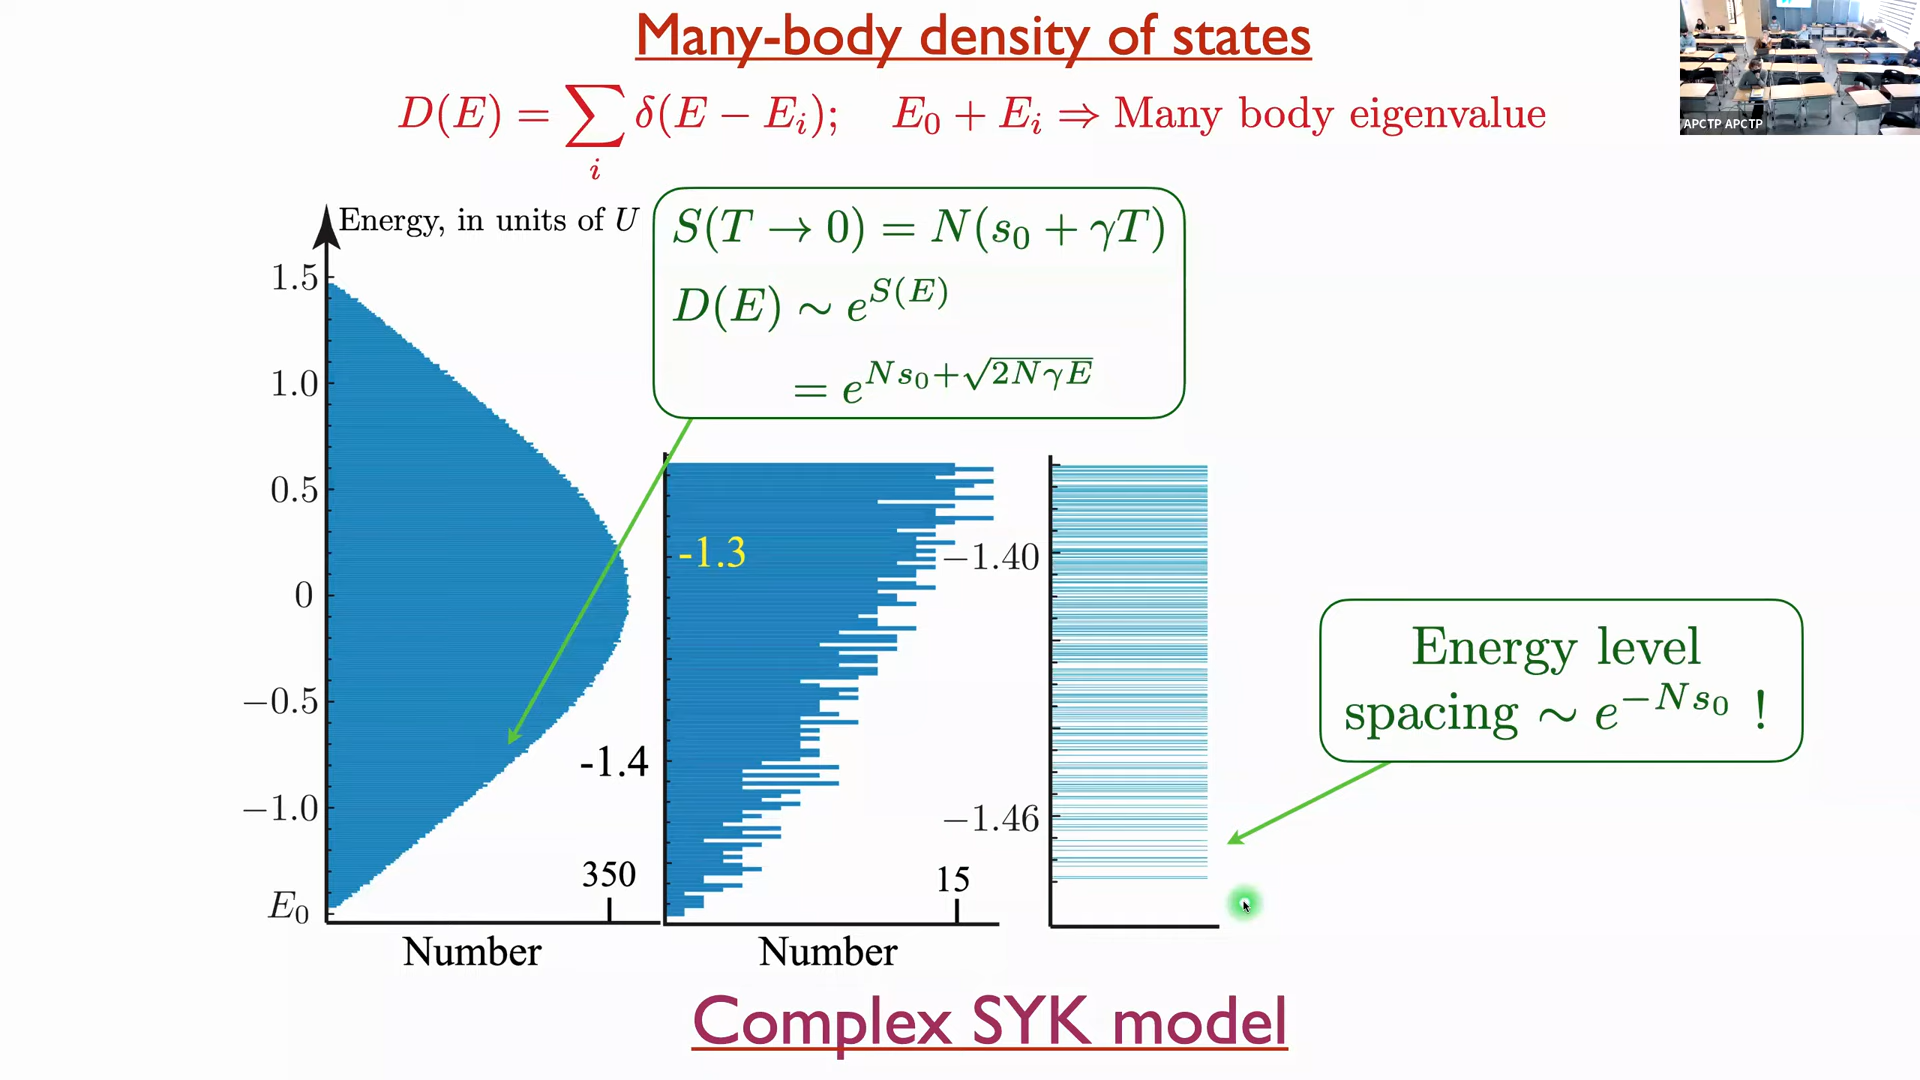 Many-body density of states
D(E) = ∑_i δ(E − E_i);   E_0 + E_i ⇒ Many body eigenvalue
APCTP APCTP
Energy, in units of U
S(T → 0) = N(s_0 + γT)
D(E) ∼ e^{S(E)}
= e^{Ns_0+√(2NγE)}
1.5
1.0
0.5
0
−0.5
−1.0
E_0
350
Number
-1.3
-1.4
15
Number
−1.40
−1.46
Energy level
spacing ∼ e^{−Ns_0} !
Complex SYK model